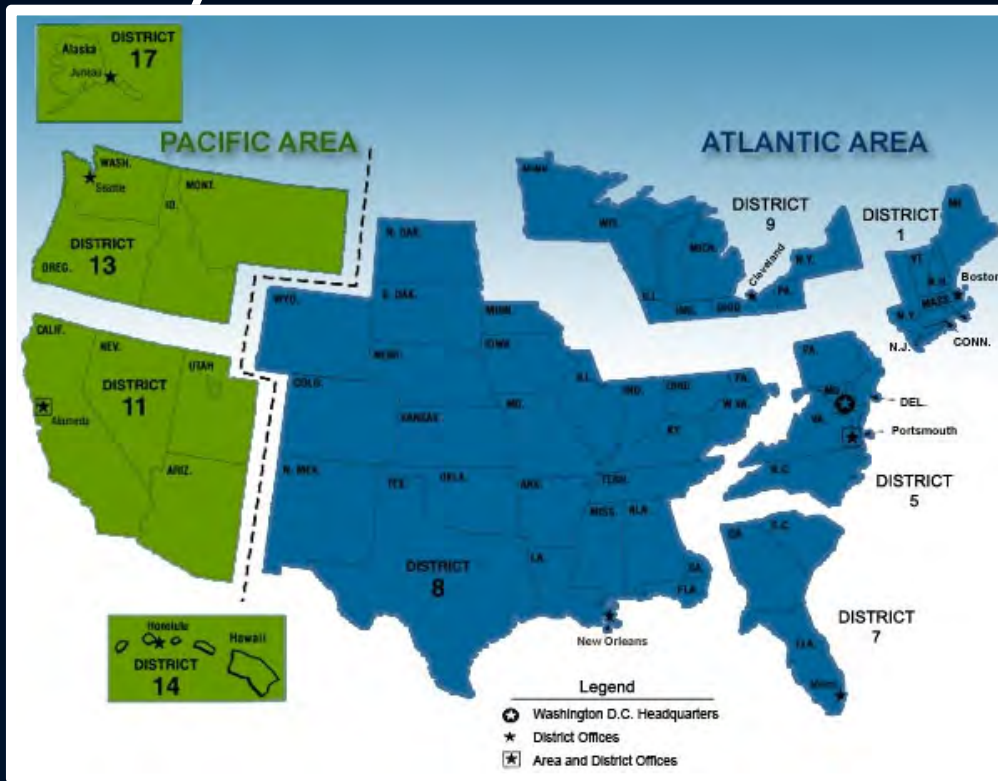 DISTRICT
17
Alaska
Juneau
PACIFIC AREA
ATLANTIC AREA
WASH.
Seattle
MONT.
ID.
DISTRICT
13
OREG.
CALIF.
NEV.
UTAH
DISTRICT
11
Alameda
ARIZ.
Honolulu
Hawaii
DISTRICT
14
N. DAK.
S. DAK.
WYO.
MINN.
IOWA
NEBR.
COLO.
KANSAS
MO.
ILL.
IND.
OHIO
PA.
W.VA.
KY.
N. MEX.
TEX.
OKLA.
ARK.
TENN.
MISS.
ALA.
LA.
GA.
FLA.
DISTRICT
8
New Orleans
MINN.
WIS.
MICH.
ILL.
IND.
OHIO
Cleveland
PA.
N.Y.
DISTRICT
9
DISTRICT
1
ME.
VT.
N.H.
Boston
MASS.
N.Y.
N.J.
CONN.
PA.
MD.
DEL.
VA.
Portsmouth
N.C.
DISTRICT
5
GA.
S.C.
FLA.
Miami
DISTRICT
7
Legend
Washington D.C. Headquarters
District Offices
Area and District Offices